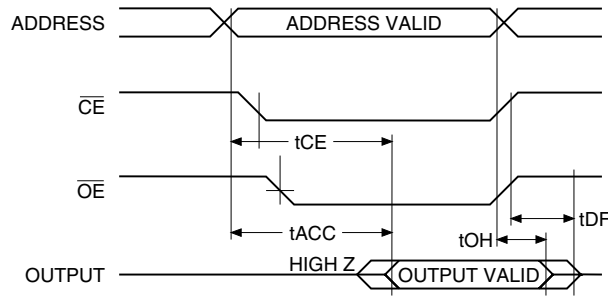 ADDRESS
ADDRESS VALID
CE
tCE
OE
tACC
tDF
tOH
HIGH Z
OUTPUT
OUTPUT VALID